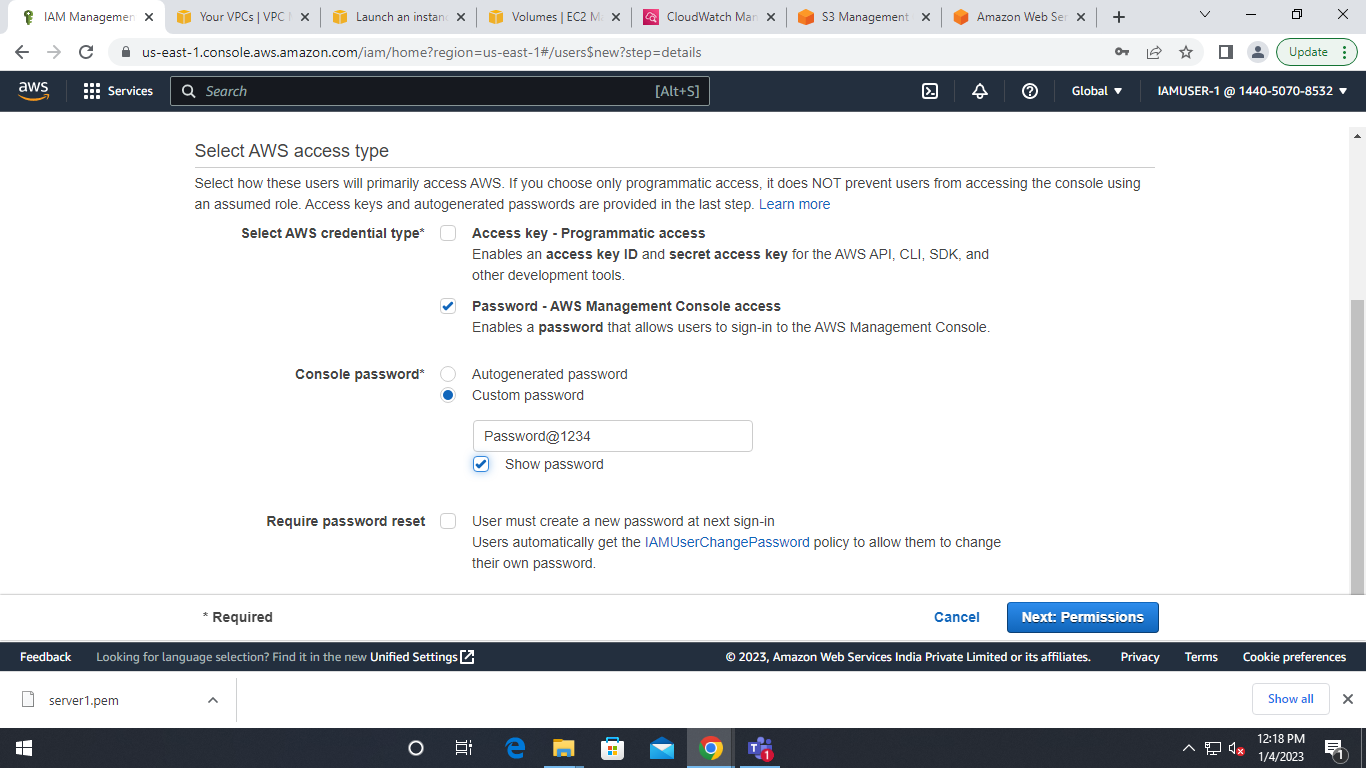 IAM Managemen
Your VPCs | VPC
Launch an instan
Volumes | EC2 M
CloudWatch Man
S3 Management
Amazon Web Ser
us-east-1.console.aws.amazon.com/iam/home?region=us-east-1#/users$new?step=details
Update
aws
Services
Search
[Alt+S]
Global
IAMUSER-1 @ 1440-5070-8532
Select AWS access type
Select how these users will primarily access AWS. If you choose only programmatic access, it does NOT prevent users from accessing the console using
an assumed role. Access keys and autogenerated passwords are provided in the last step. Learn more
Select AWS credential type*
Access key - Programmatic access
Enables an access key ID and secret access key for the AWS API, CLI, SDK, and
other development tools.
Password - AWS Management Console access
Enables a password that allows users to sign-in to the AWS Management Console.
Console password*
Autogenerated password
Custom password
Password@1234
Show password
Require password reset
User must create a new password at next sign-in
Users automatically get the IAMUserChangePassword policy to allow them to change
their own password.
* Required
Cancel
Next: Permissions
Feedback
Looking for language selection? Find it in the new Unified Settings
© 2023, Amazon Web Services India Private Limited or its affiliates.
Privacy
Terms
Cookie preferences
server1.pem
Show all
12:18 PM
1/4/2023
1
1